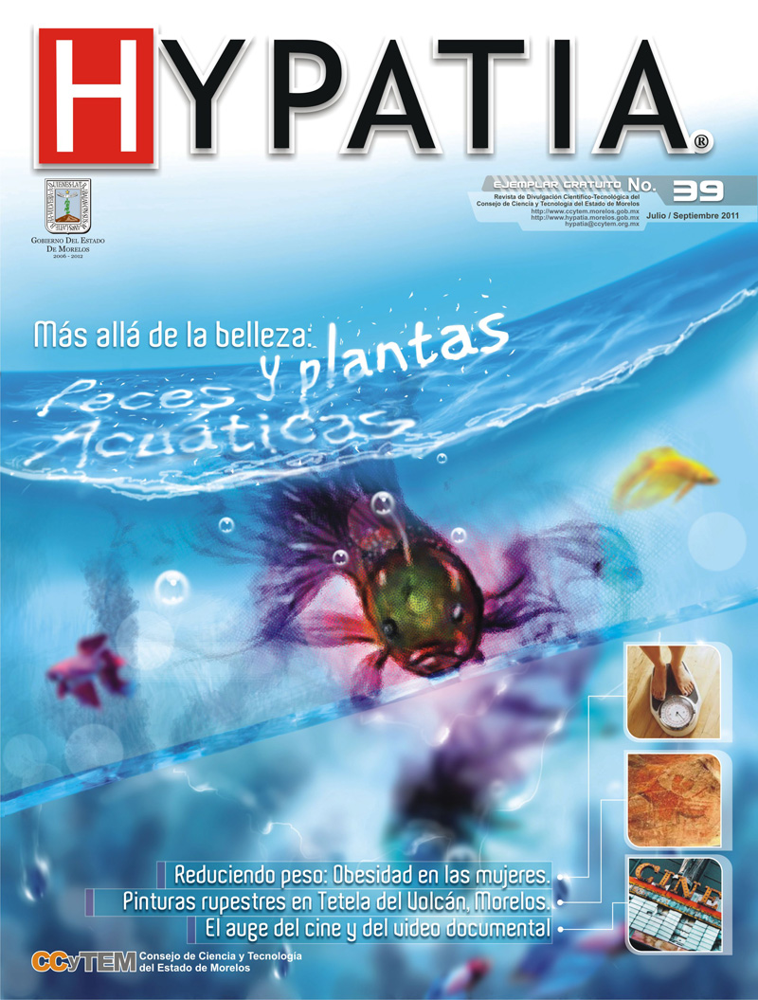 HYPATIA®
EJEMPLAR GRATUITO No. 39
Revista de Divulgación Científico-Tecnológica del
Consejo de Ciencia y Tecnología del Estado de Morelos
http://www.ccytem.morelos.gob.mx
http://www.hypatia.morelos.gob.mx
hypatia@ccytem.org.mx
Julio / Septiembre 2011
GOBIERNO DEL ESTADO
DE MORELOS
2006 - 2012
Más allá de la belleza:
Peces y plantas
Acuáticas
Reduciendo peso: Obesidad en las mujeres.
Pinturas rupestres en Tetela del Volcán, Morelos.
El auge del cine y del video documental
CINE
CCyTEM
Consejo de Ciencia y Tecnología
del Estado de Morelos